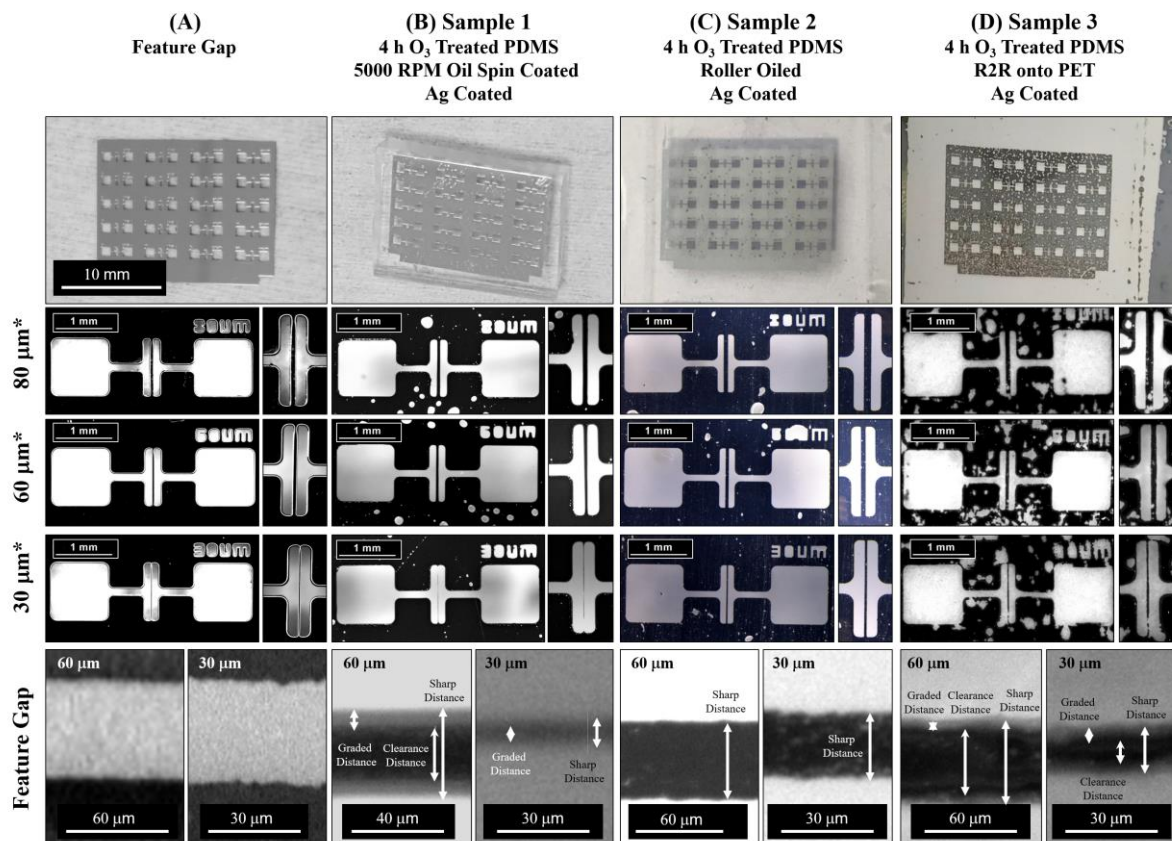 (A)
Feature Gap
(B) Sample 1
4 h O₃ Treated PDMS
5000 RPM Oil Spin Coated
Ag Coated
(C) Sample 2
4 h O₃ Treated PDMS
Roller Oiled
Ag Coated
(D) Sample 3
4 h O₃ Treated PDMS
R2R onto PET
Ag Coated
10 mm
80 μm*
1 mm
1 mm
1 mm
1 mm
60 μm*
1 mm
60um
1 mm
60um
1 mm
60um
1 mm
30 μm*
1 mm
30um
1 mm
30um
1 mm
30um
1 mm
Feature Gap
60 μm
60 μm
30 μm
30 μm
60 μm
Sharp
Distance
Graded
Distance
Clearance
Distance
40 μm
30 μm
Graded
Distance
Sharp
Distance
30 μm
60 μm
Sharp
Distance
60 μm
30 μm
Sharp
Distance
30 μm
60 μm
Graded
Distance
Clearance
Distance
Sharp
Distance
60 μm
30 μm
Graded
Distance
Sharp
Distance
Clearance
Distance
30 μm